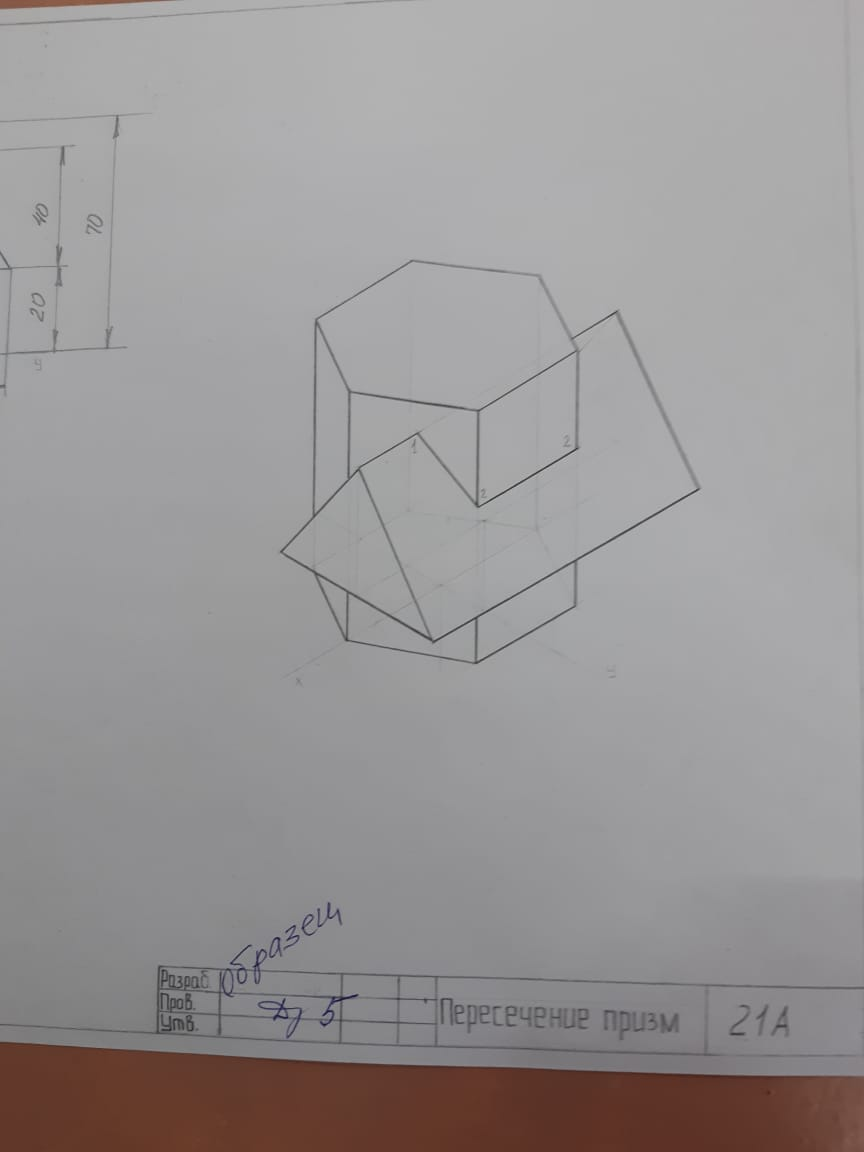 40
70
20
y
1
2
2
x
y
Образец
Разраб.
Пров.
5
Утв.
Пересечение призм
21А